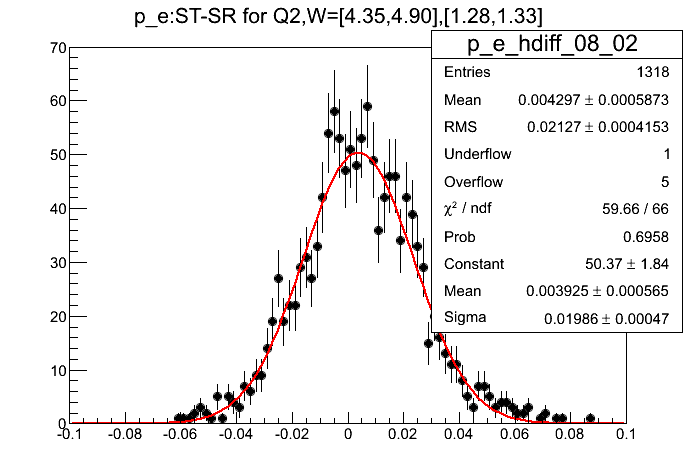 p_e:ST-SR for Q2,W=[4.35,4.90],[1.28,1.33]
p_e_hdiff_08_02
Entries 1318
Mean 0.004297 ± 0.0005873
RMS 0.02127 ± 0.0004153
Underflow 1
Overflow 5
χ² / ndf 59.66 / 66
Prob 0.6958
Constant 50.37 ± 1.84
Mean 0.003925 ± 0.000565
Sigma 0.01986 ± 0.00047
70
60
50
40
30
20
10
0
-0.1 -0.08 -0.06 -0.04 -0.02 0 0.02 0.04 0.06 0.08 0.1